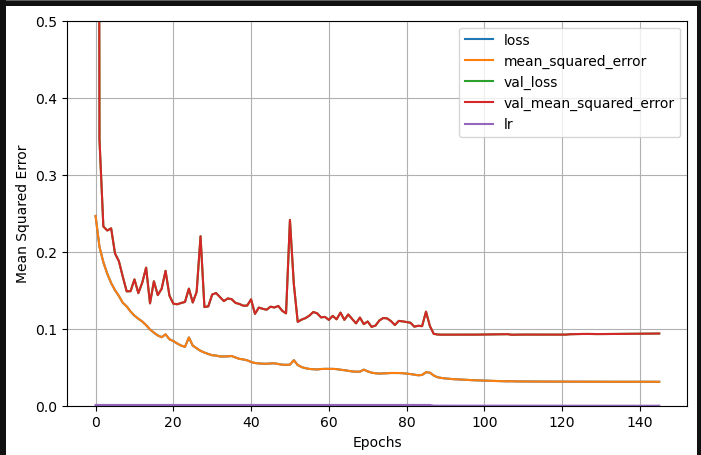 0.5
0.4
0.3
0.2
0.1
0.0
Mean Squared Error
loss
mean_squared_error
val_loss
val_mean_squared_error
lr
0 20 40 60 80 100 120 140
Epochs